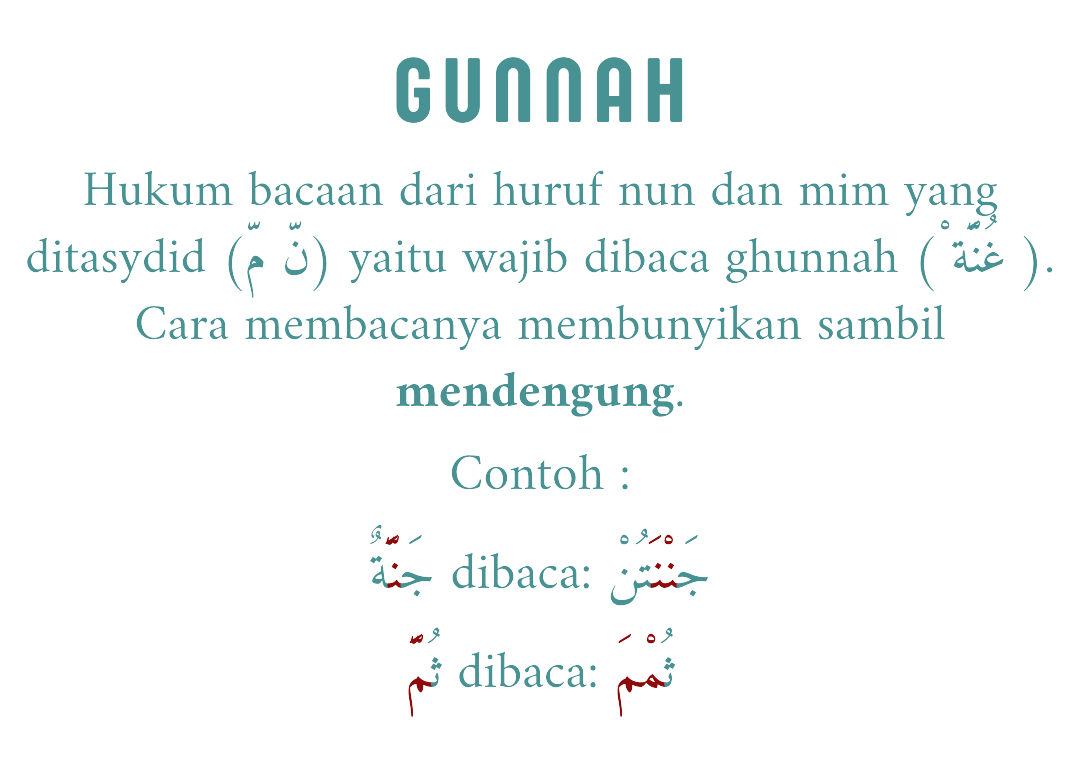 GUNNAH
Hukum bacaan dari huruf nun dan mim yang
ditasydid (نّ مّ) yaitu wajib dibaca ghunnah ( غُنَّةْ ).
Cara membacanya membunyikan sambil
mendengung.
Contoh :
جَنَّةٌ dibaca: جَنْنَتُنْ
ثُمَّ dibaca: ثُمْمَ